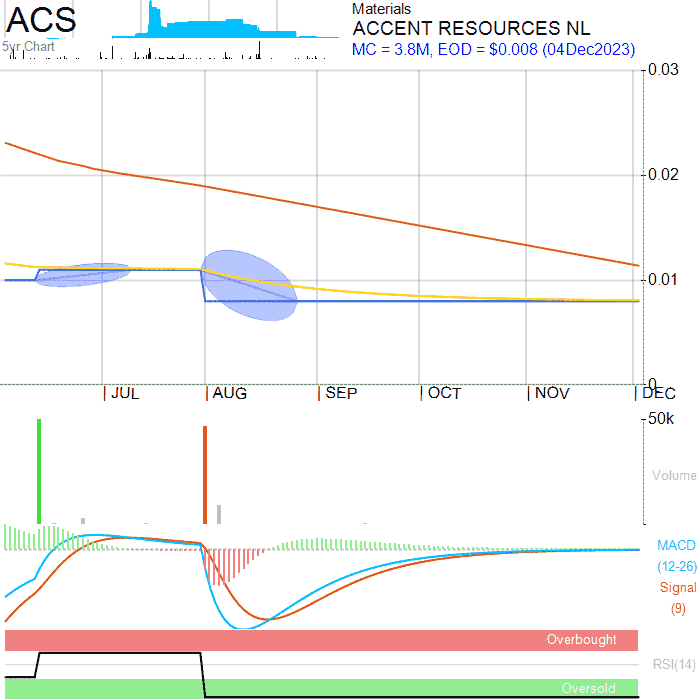 ACS
5yr Chart
Materials
ACCENT RESOURCES NL
MC = 3.8M, EOD = $0.008 (04Dec2023)
0.03
0.02
0.01
0
JUL
AUG
SEP
OCT
NOV
DEC
50k
Volume
MACD
(12-26)
Signal
(9)
Overbought
RSI(14)
Oversold